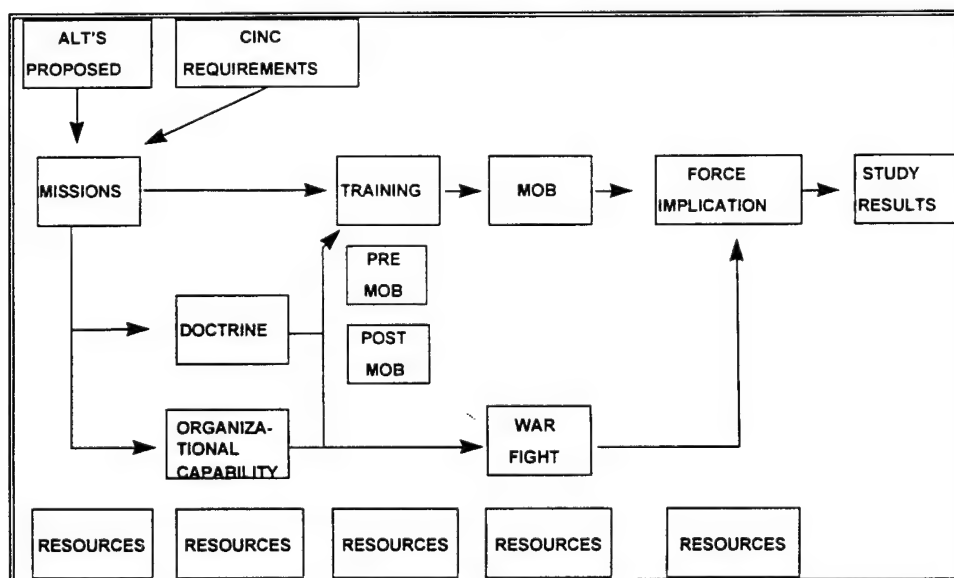 ALT'S
PROPOSED
CINC
REQUIREMENTS
MISSIONS
TRAINING
MOB
FORCE
IMPLICATION
STUDY
RESULTS
PRE
MOB
DOCTRINE
POST
MOB
ORGANIZA-
TIONAL
CAPABILITY
WAR
FIGHT
RESOURCES
RESOURCES
RESOURCES
RESOURCES
RESOURCES